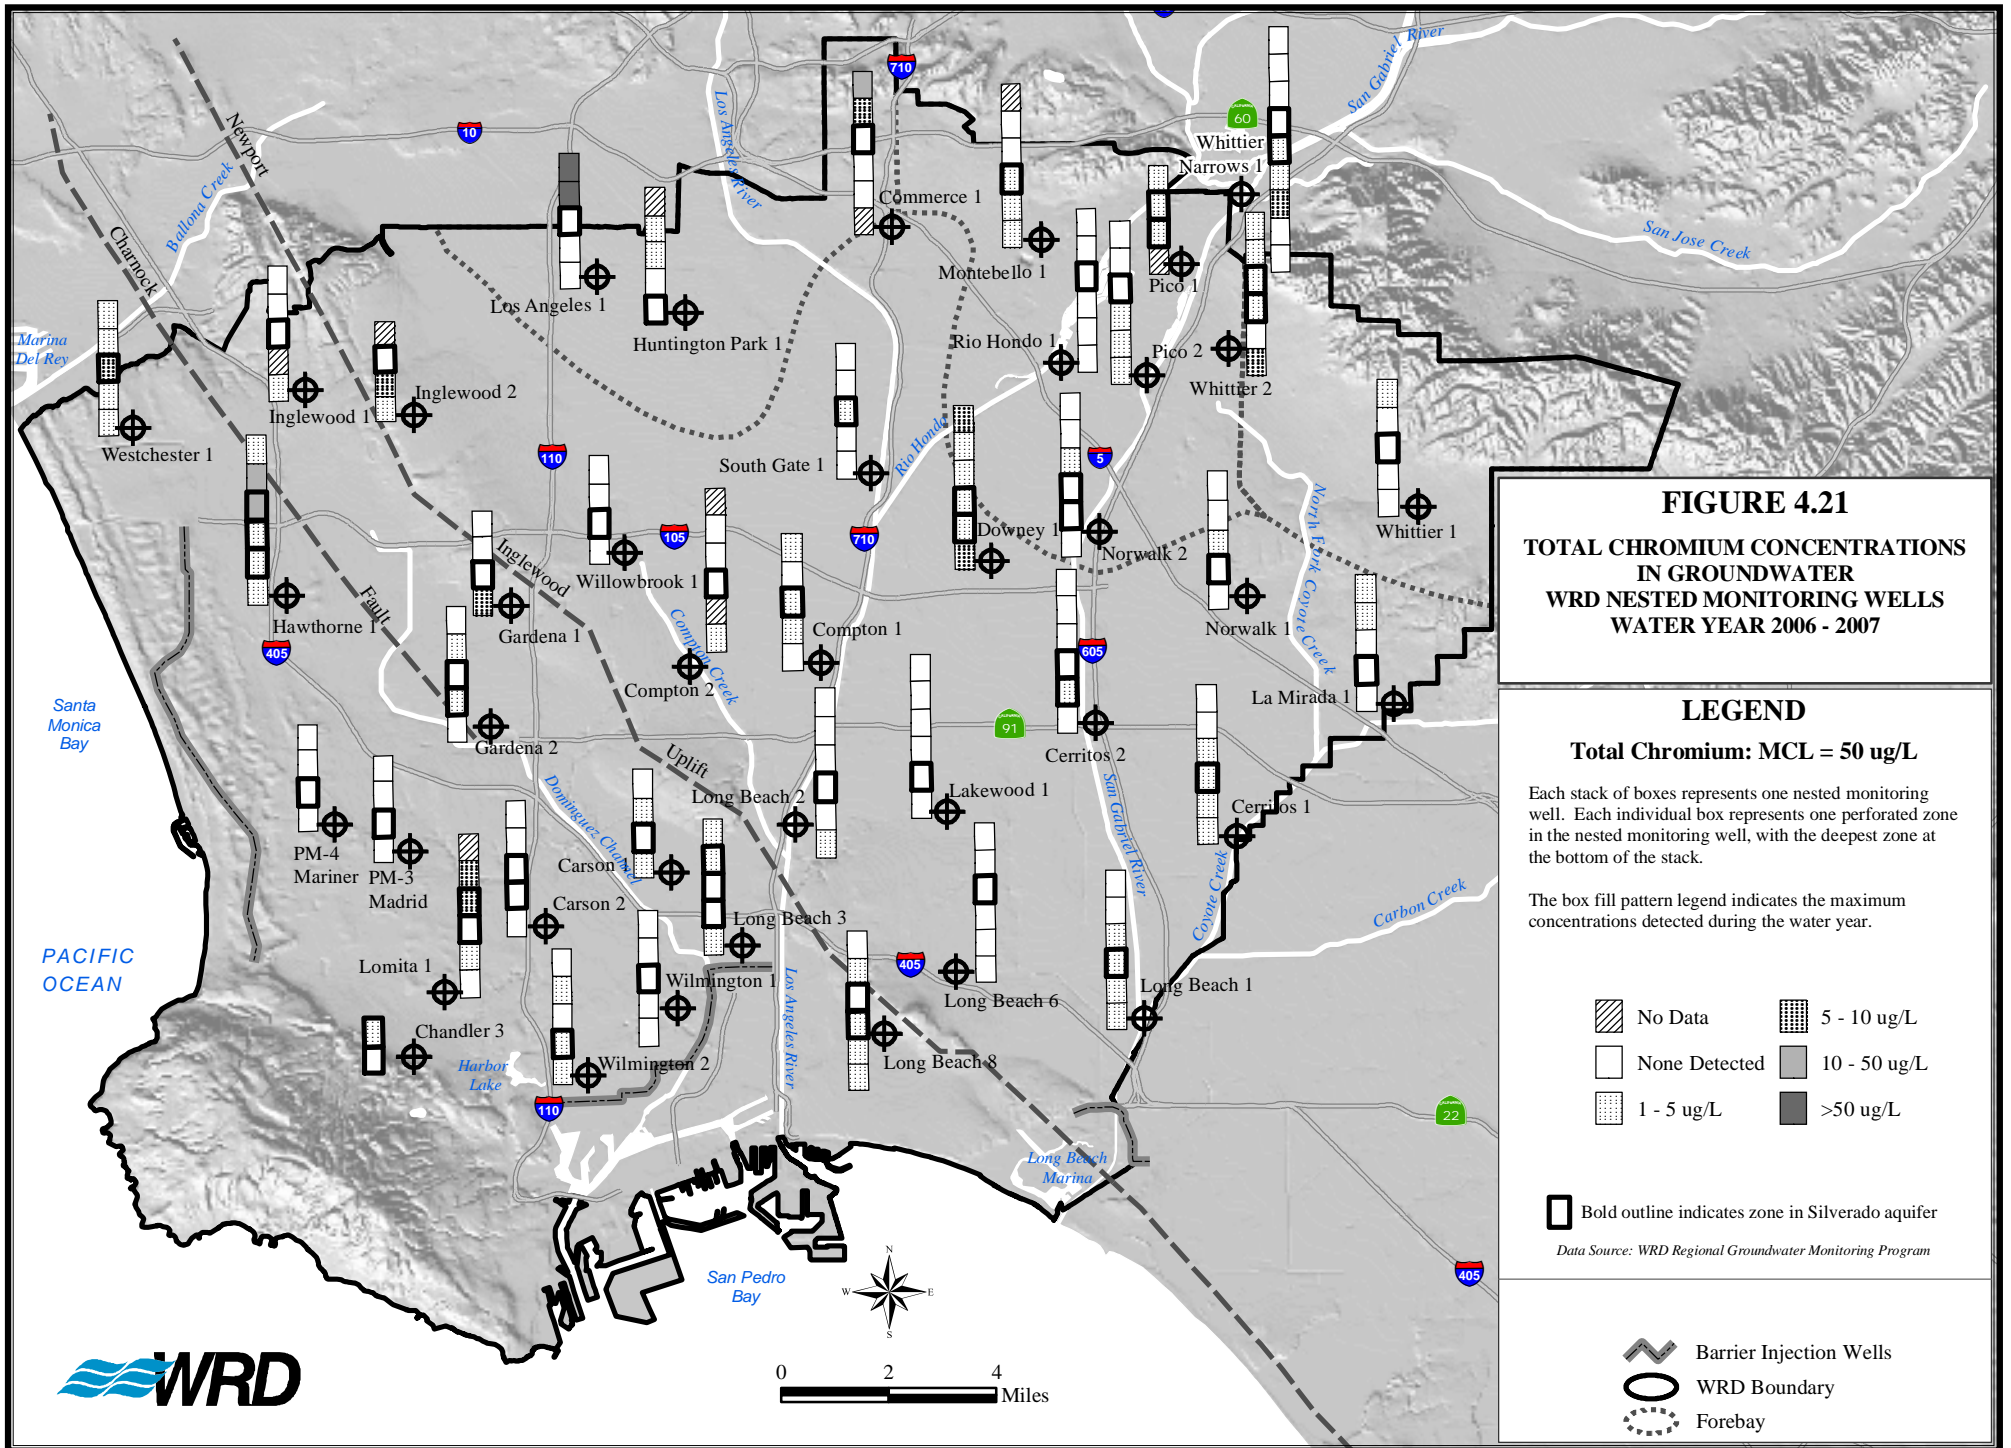 FIGURE 4.21
TOTAL CHROMIUM CONCENTRATIONS
IN GROUNDWATER
WRD NESTED MONITORING WELLS
WATER YEAR 2006 - 2007
LEGEND
Total Chromium: MCL = 50 ug/L
Each stack of boxes represents one nested monitoring
well. Each individual box represents one perforated zone
in the nested monitoring well, with the deepest zone at
the bottom of the stack.
The box fill pattern legend indicates the maximum
concentrations detected during the water year.
No Data
5 - 10 ug/L
None Detected
10 - 50 ug/L
1 - 5 ug/L
>50 ug/L
Bold outline indicates zone in Silverado aquifer
Data Source: WRD Regional Groundwater Monitoring Program
Barrier Injection Wells
WRD Boundary
Forebay
710
10
CALIFORNIA
60
San Gabriel River
Los Angeles River
Newport
Ballona Creek
Charnock
Whittier
Narrows 1
Commerce 1
Montebello 1
Pico 1
San Jose Creek
Los Angeles 1
Huntington Park 1
Marina
Del Rey
Rio Hondo 1
Pico 2
Whittier 2
Inglewood 1
Inglewood 2
Westchester 1
110
South Gate 1
Rio Hondo
5
North Fork Coyote Creek
Whittier 1
105
710
Downey 1
Norwalk 2
Inglewood
Willowbrook 1
Fault
Hawthorne 1
Gardena 1
Compton 1
Norwalk 1
405
Compton Creek
Compton 2
605
La Mirada 1
Santa
Monica
Bay
Gardena 2
CALIFORNIA
91
Cerritos 2
Uplift
Dominguez Channel
Long Beach 2
Lakewood 1
San Gabriel River
Cerritos 1
PM-4
Mariner
PM-3
Madrid
Carson 1
Carson 2
Long Beach 3
Coyote Creek
Carbon Creek
PACIFIC
OCEAN
Lomita 1
Wilmington 1
Los Angeles River
405
Long Beach 6
Long Beach 1
Chandler 3
Harbor
Lake
Wilmington 2
Long Beach 8
110
CALIFORNIA
22
Long Beach
Marina
San Pedro
Bay
405
N
W
E
S
WRD
0
2
4
Miles